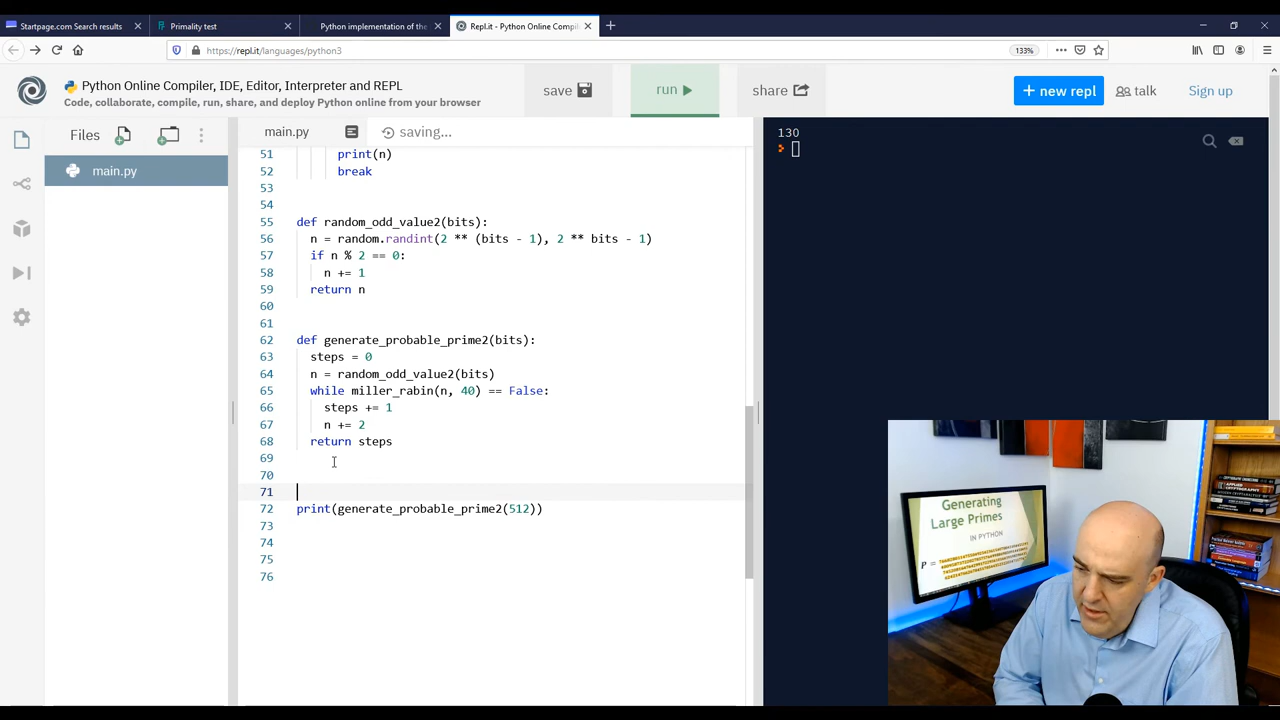 Startpage.com Search results
Primality test
Python implementation of the
Repl.it - Python Online Compil
https://repl.it/languages/python3
133%
Python Online Compiler, IDE, Editor, Interpreter and REPL
Code, collaborate, compile, run, share, and deploy Python online from your browser
save
run
share
+ new repl
talk
Sign up
Files
main.py
saving...
main.py
51 print(n)
52 break
53
54
55 def random_odd_value2(bits):
56 n = random.randint(2 ** (bits - 1), 2 ** bits - 1)
57 if n % 2 == 0:
58 n += 1
59 return n
60
61
62 def generate_probable_prime2(bits):
63 steps = 0
64 n = random_odd_value2(bits)
65 while miller_rabin(n, 40) == False:
66 steps += 1
67 n += 2
68 return steps
69
70
71
72 print(generate_probable_prime2(512))
73
74
75
76
130
Generating
Large Primes
IN PYTHON
P =